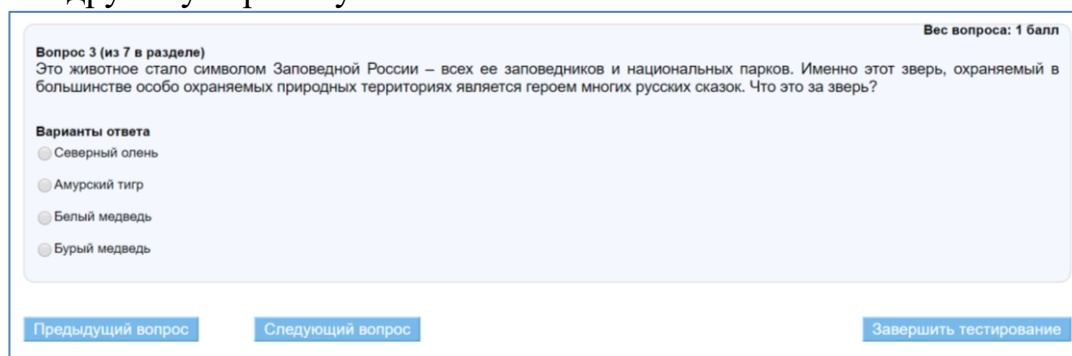 Вес вопроса: 1 балл
Вопрос 3 (из 7 в разделе)
Это животное стало символом Заповедной России – всех ее заповедников и национальных парков. Именно этот зверь, охраняемый в
большинстве особо охраняемых природных территориях является героем многих русских сказок. Что это за зверь?
Варианты ответа
Северный олень
Амурский тигр
Белый медведь
Бурый медведь
Предыдущий вопрос Следующий вопрос Завершить тестирование